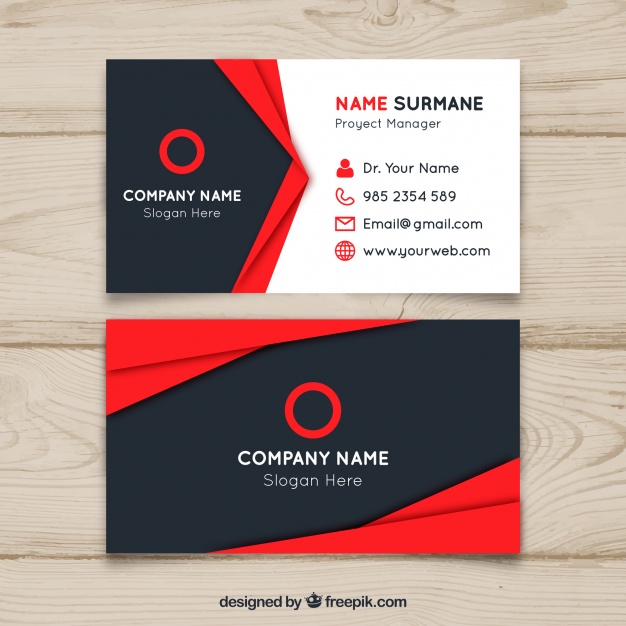 COMPANY NAME
Slogan Here
NAME SURMANE
Proyect Manager
Dr. Your Name
985 2354 589
Email@gmail.com
www.yourweb.com
COMPANY NAME
Slogan Here
designed by freepik.com